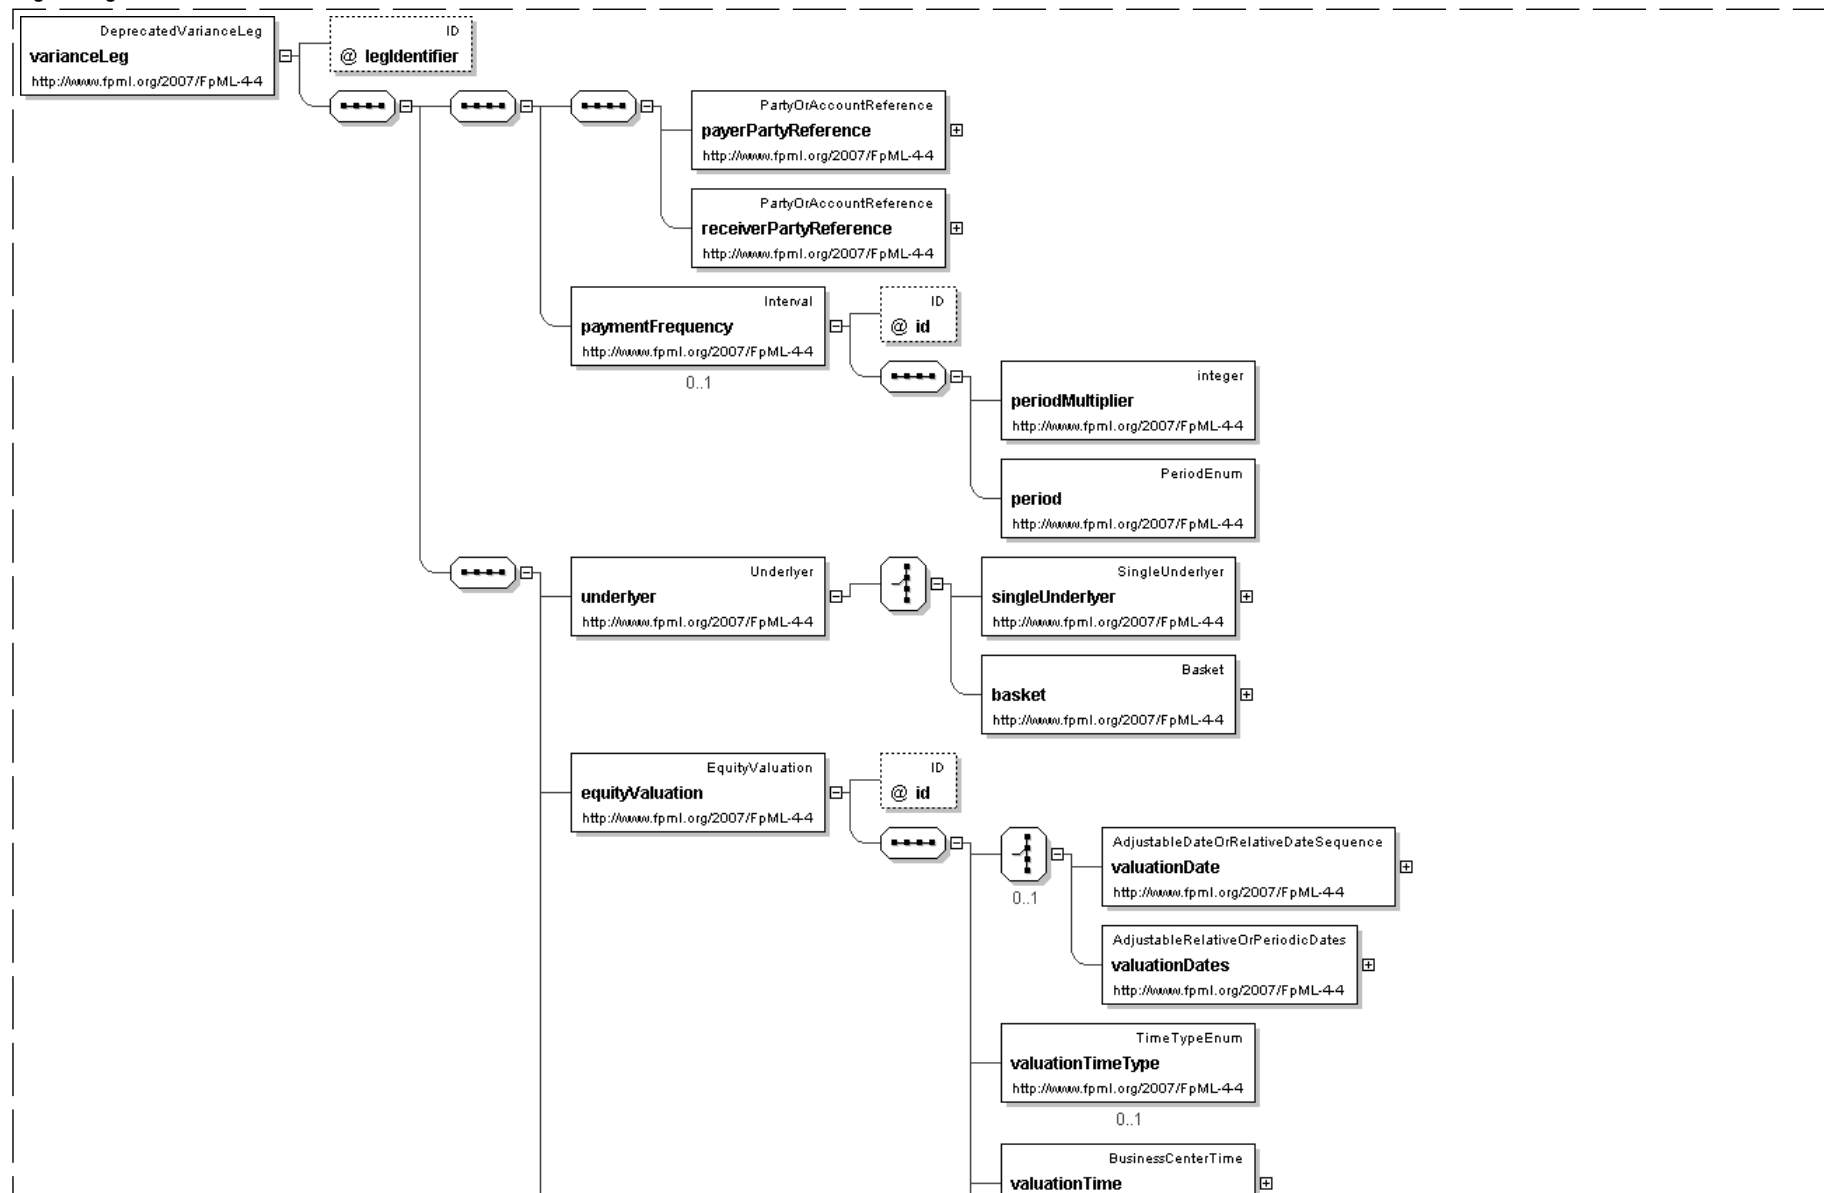 DeprecatedVarianceLeg
varianceLeg
http://www.fpml.org/2007/FpML-4-4
ID
@ legIdentifier
PartyOrAccountReference
payerPartyReference
http://www.fpml.org/2007/FpML-4-4
PartyOrAccountReference
receiverPartyReference
http://www.fpml.org/2007/FpML-4-4
Interval
paymentFrequency
http://www.fpml.org/2007/FpML-4-4
0..1
ID
@ id
integer
periodMultiplier
http://www.fpml.org/2007/FpML-4-4
PeriodEnum
period
http://www.fpml.org/2007/FpML-4-4
Underlyer
underlyer
http://www.fpml.org/2007/FpML-4-4
SingleUnderlyer
singleUnderlyer
http://www.fpml.org/2007/FpML-4-4
Basket
basket
http://www.fpml.org/2007/FpML-4-4
EquityValuation
equityValuation
http://www.fpml.org/2007/FpML-4-4
ID
@ id
0..1
AdjustableDateOrRelativeDateSequence
valuationDate
http://www.fpml.org/2007/FpML-4-4
AdjustableRelativeOrPeriodicDates
valuationDates
http://www.fpml.org/2007/FpML-4-4
TimeTypeEnum
valuationTimeType
http://www.fpml.org/2007/FpML-4-4
0..1
BusinessCenterTime
valuationTime